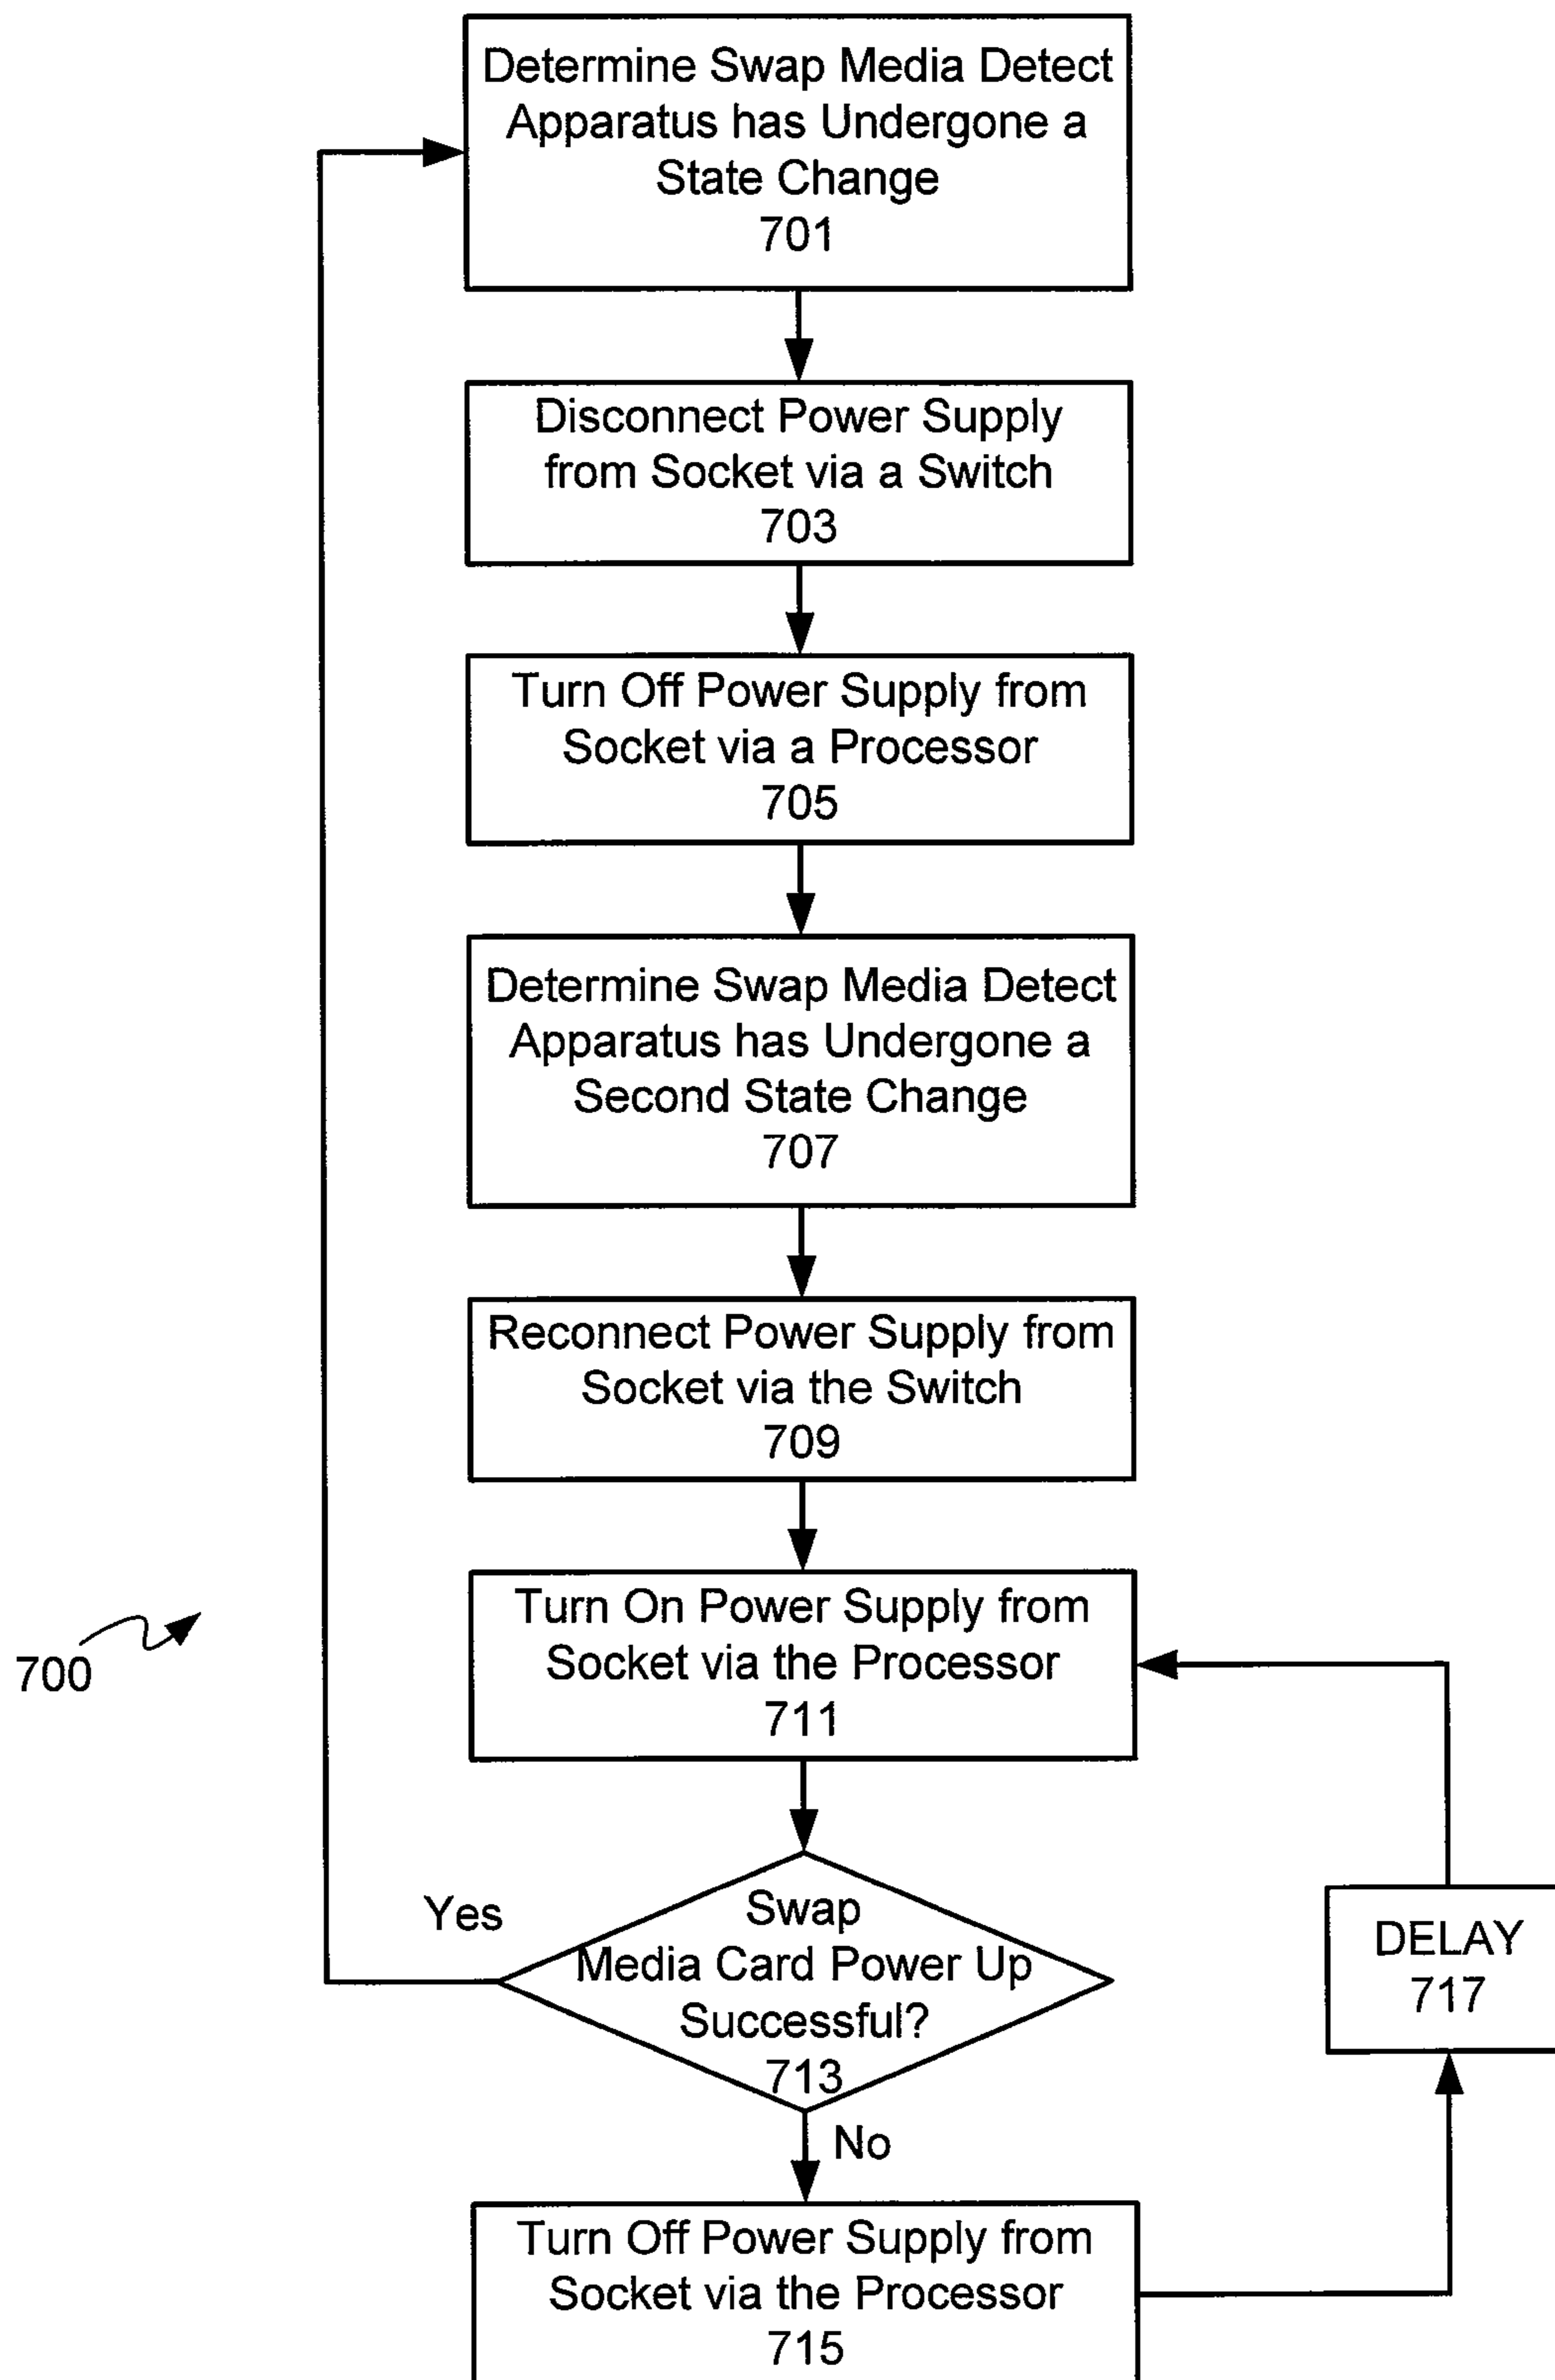 Determine Swap Media Detect
Apparatus has Undergone a
State Change
701
Disconnect Power Supply
from Socket via a Switch
703
Turn Off Power Supply from
Socket via a Processor
705
Determine Swap Media Detect
Apparatus has Undergone a
Second State Change
707
Reconnect Power Supply from
Socket via the Switch
709
Turn On Power Supply from
Socket via the Processor
711
700
Yes
Swap
Media Card Power Up
Successful?
713
DELAY
717
No
Turn Off Power Supply from
Socket via the Processor
715